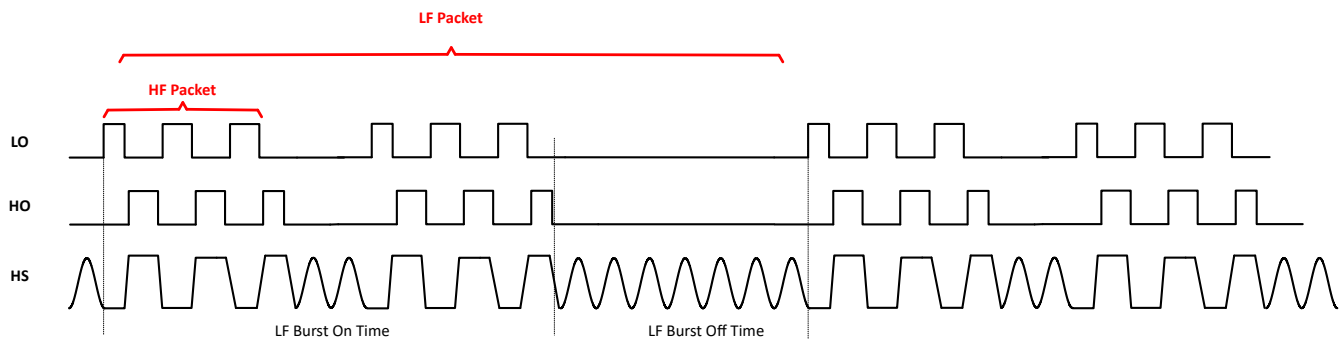 LF Packet
HF Packet
LO
HO
HS
LF Burst On Time
LF Burst Off Time